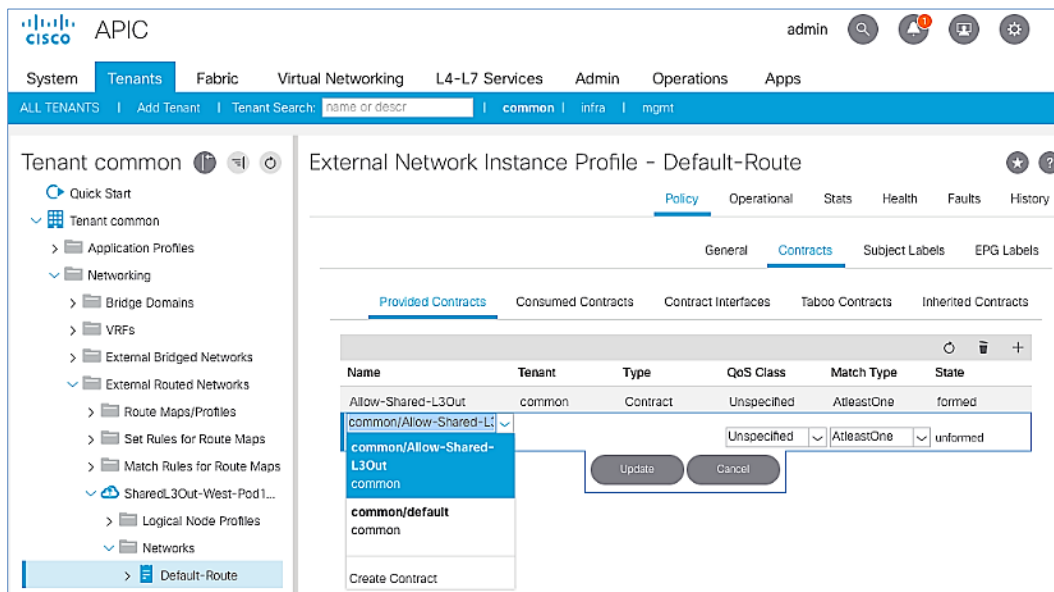 cisco APIC admin 1
System Tenants Fabric Virtual Networking L4-L7 Services Admin Operations Apps
ALL TENANTS | Add Tenant | Tenant Search: name or descr | common | infra | mgmt
Tenant common
Quick Start
Tenant common
Application Profiles
Networking
Bridge Domains
VRFs
External Bridged Networks
External Routed Networks
Route Maps/Profiles
Set Rules for Route Maps
Match Rules for Route Maps
SharedL3Out-West-Pod1...
Logical Node Profiles
Networks
Default-Route
External Network Instance Profile - Default-Route
Policy Operational Stats Health Faults History
General Contracts Subject Labels EPG Labels
Provided Contracts Consumed Contracts Contract Interfaces Taboo Contracts Inherited Contracts
Name Tenant Type QoS Class Match Type State
Allow-Shared-L3Out common Contract Unspecified AtleastOne formed
common/Allow-Shared-L3 Unspecified AtleastOne unformed
common/Allow-Shared-
L3Out
common
Update Cancel
common/default
common
Create Contract